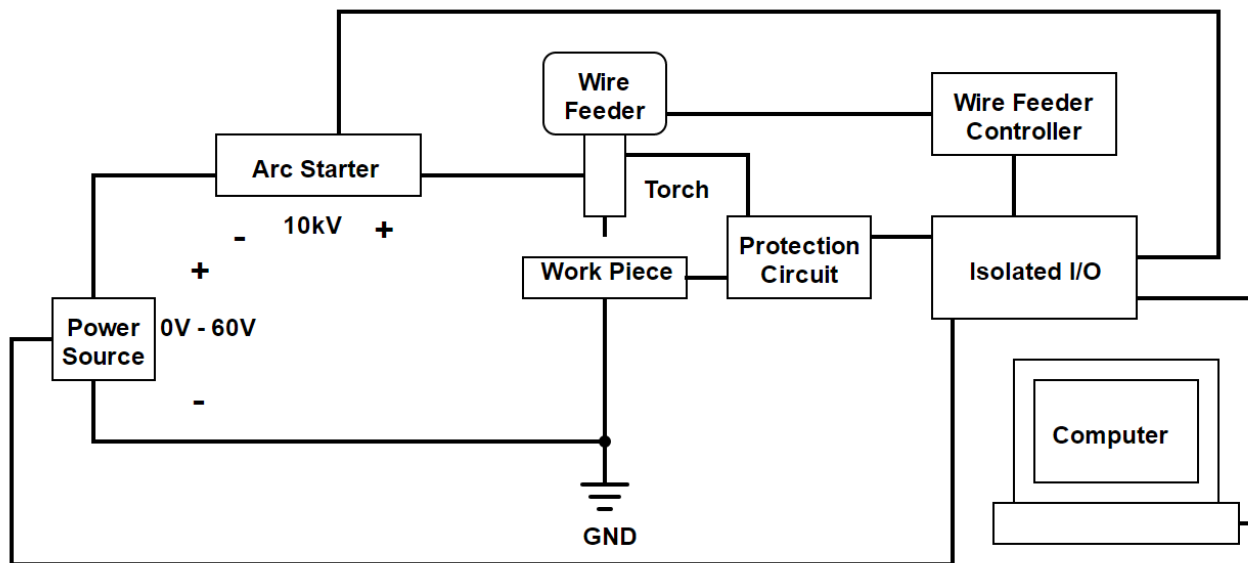 Wire
Feeder
Wire Feeder
Controller
Arc Starter
Torch
- 10kV +
+
Protection
Circuit
Isolated I/O
Work Piece
Power
Source
0V - 60V
-
Computer
GND